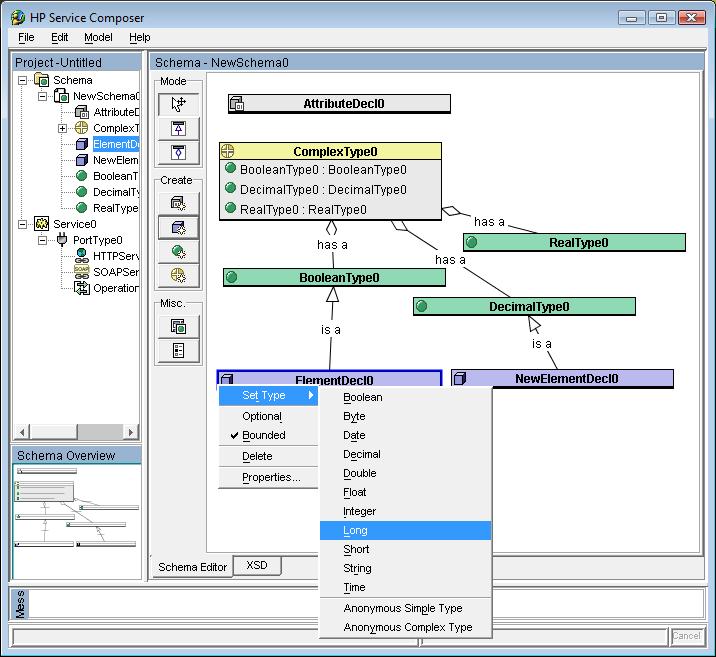 HP Service Composer
File Edit Model Help
Project -Untitled
Schema
NewSchema0
AttributeD
ComplexT
ElementDe
NewElem
BooleanT
DecimalTy
RealType
Service0
PortType0
HTTPServ
SOAPSer
Operation
Schema Overview
Schema - NewSchema0
Mode
Create
Misc.
AttributeDecl0
ComplexType0
BooleanType0 : BooleanType0
DecimalType0 : DecimalType0
RealType0 : RealType0
has a
has a
has a
RealType0
BooleanType0
DecimalType0
is a
is a
ElementDecl0
NewElementDecl0
Set Type
Optional
Bounded
Delete
Properties...
Boolean
Byte
Date
Decimal
Double
Float
Integer
Long
Short
String
Time
Anonymous Simple Type
Anonymous Complex Type
Schema Editor
XSD
Mess
Cancel